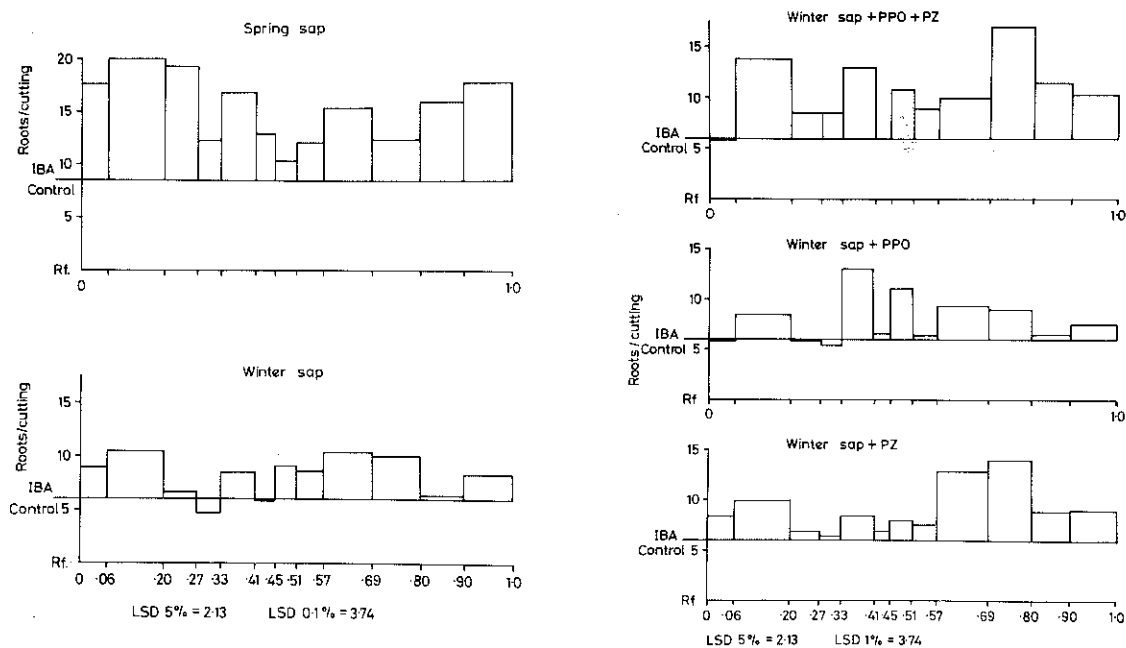 Spring sap
20
15
10
5
Roots/cutting
IBA
Control
Rf.
0
1·0
Winter sap
15
10
5
Roots/cutting
IBA
Control
Rf.
0 ·06 ·20 ·27 ·33 ·41 ·45 ·51 ·57 ·69 ·80 ·90 1·0
LSD 5% = 2·13 LSD 0·1% = 3·74
Winter sap + PPO + PZ
15
10
5
IBA
Control
Rf
0
1·0
Winter sap + PPO
15
10
5
IBA
Control
Roots/cutting
Rf
0
1·0
Winter sap + PZ
15
10
5
IBA
Control
Rf
0 ·06 ·20 ·27 ·33 ·41 ·45 ·51 ·57 ·69 ·80 ·90 1·0
LSD 5% = 2·13 LSD 1% = 3·74